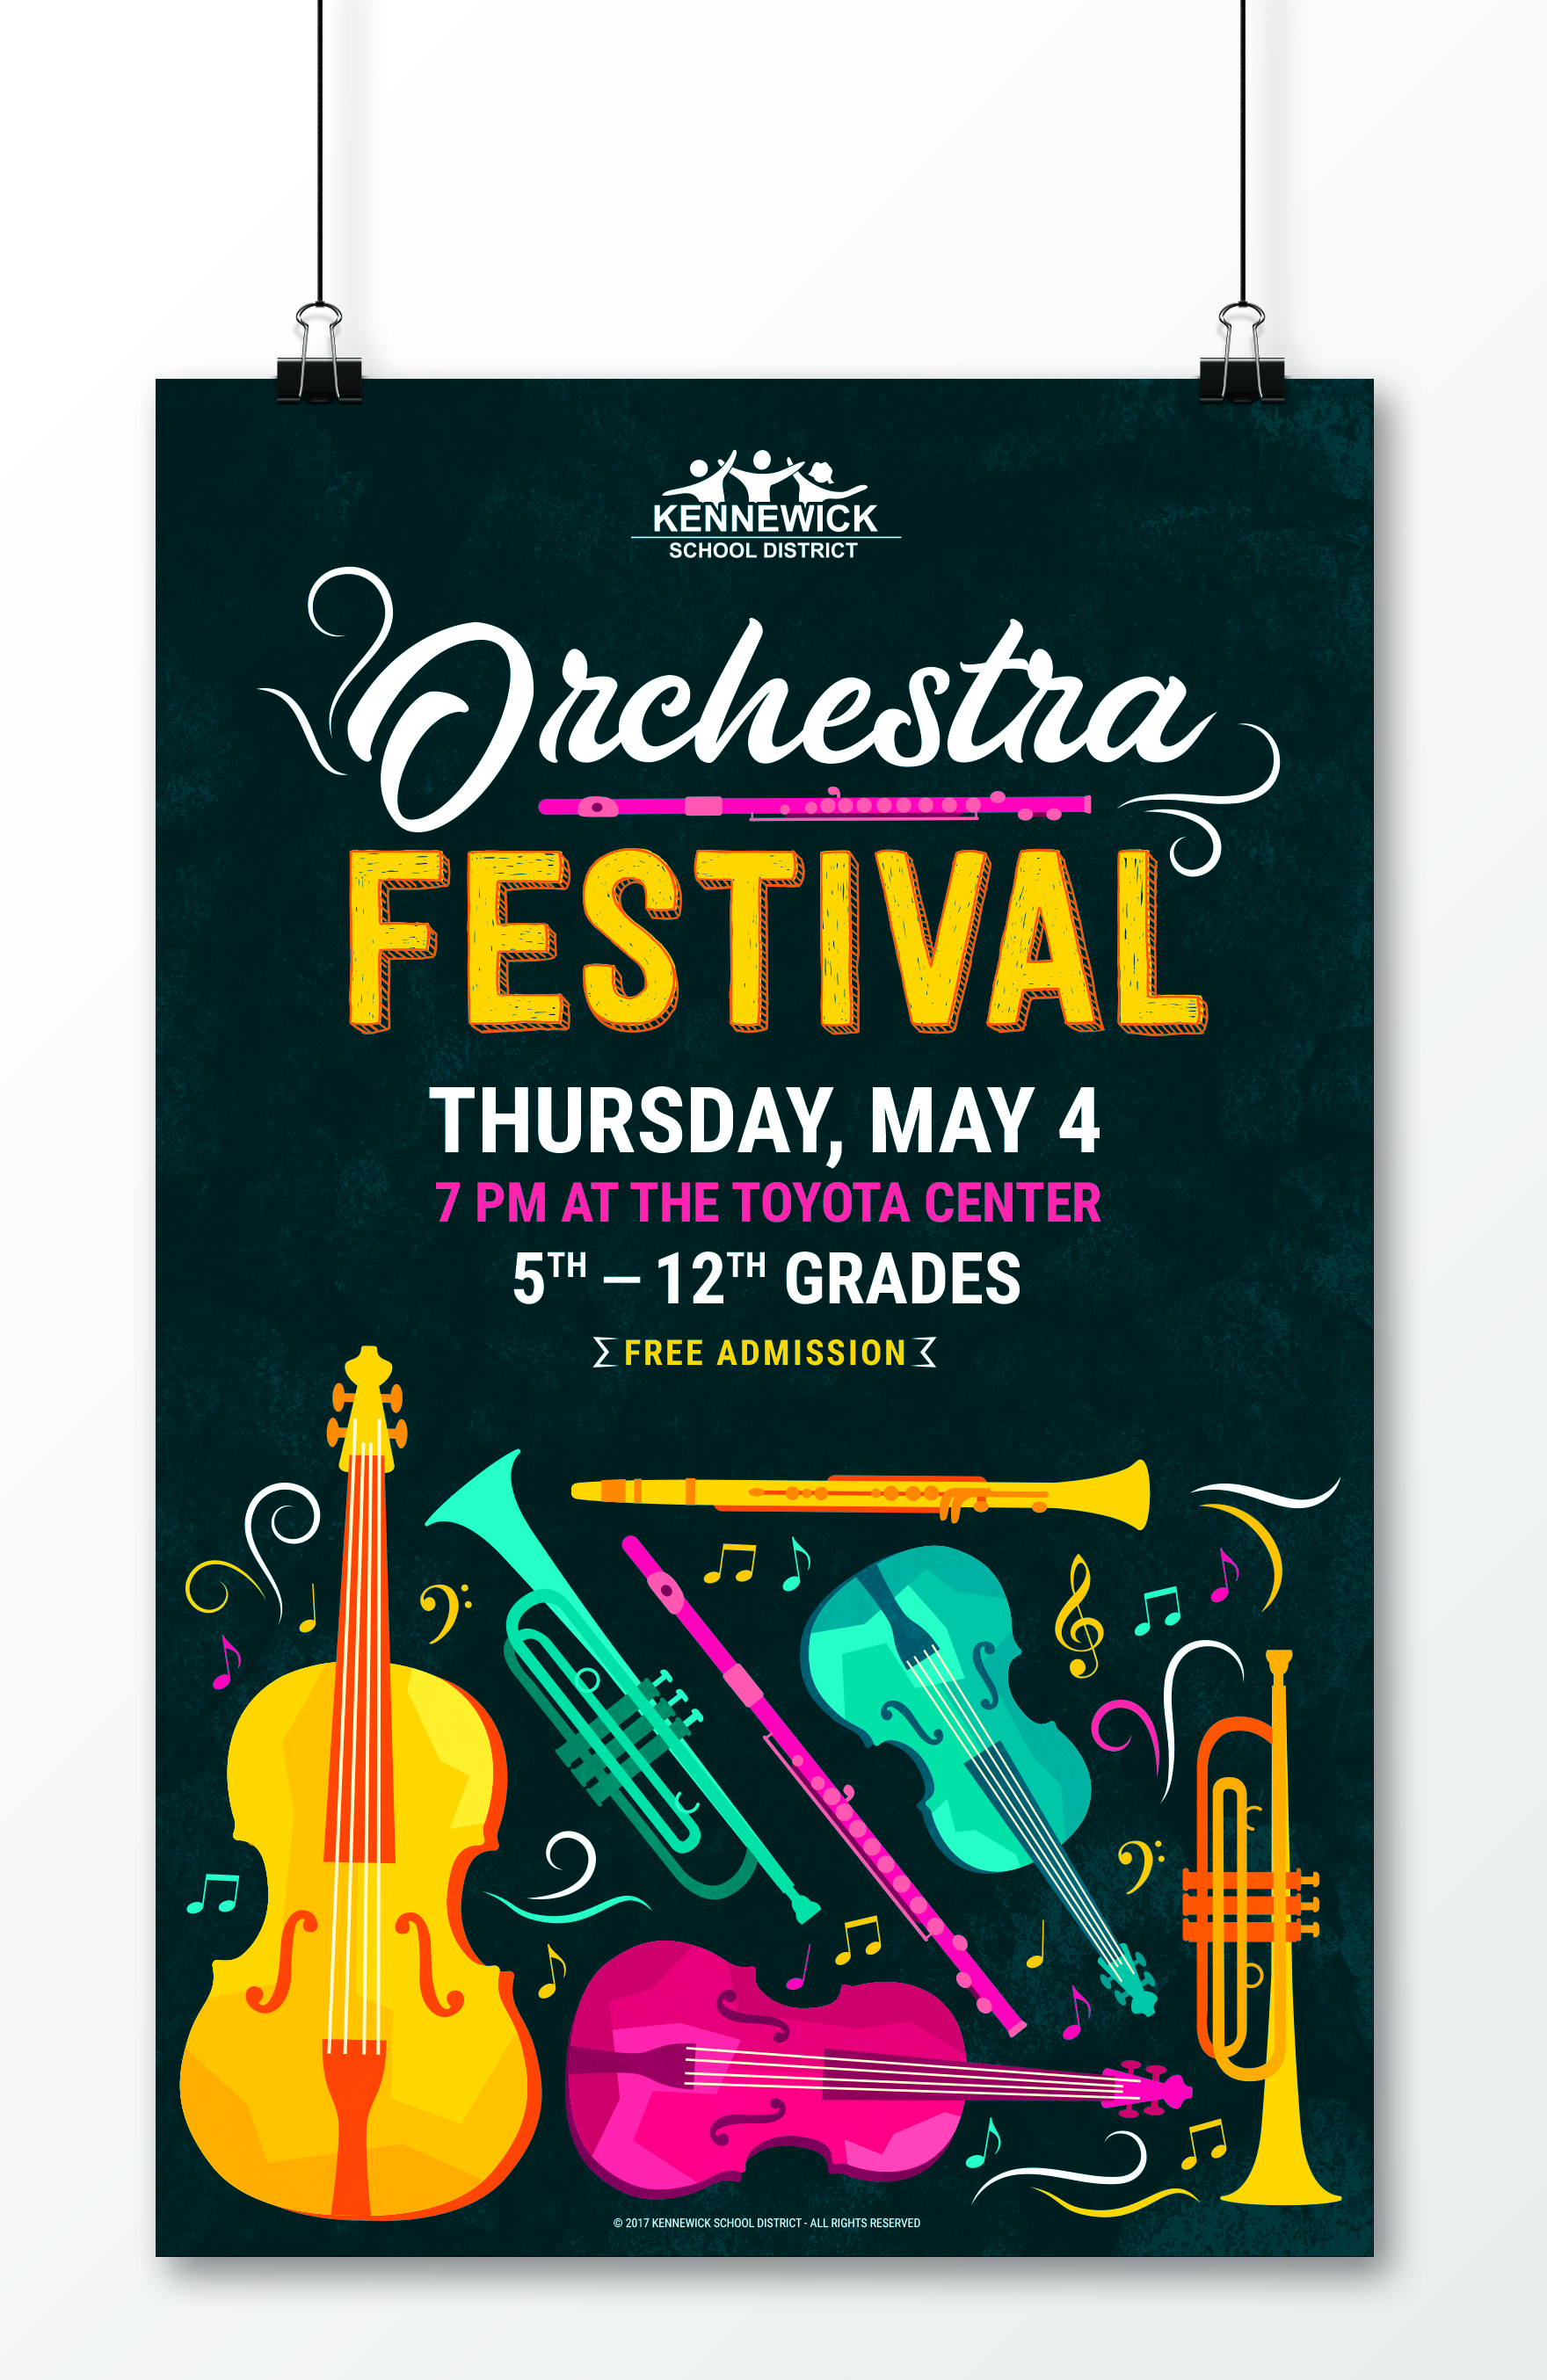 KENNEWICK
SCHOOL DISTRICT
Orchestra
FESTIVAL
THURSDAY, MAY 4
7 PM AT THE TOYOTA CENTER
5TH – 12TH GRADES
FREE ADMISSION
© 2017 KENNEWICK SCHOOL DISTRICT - ALL RIGHTS RESERVED